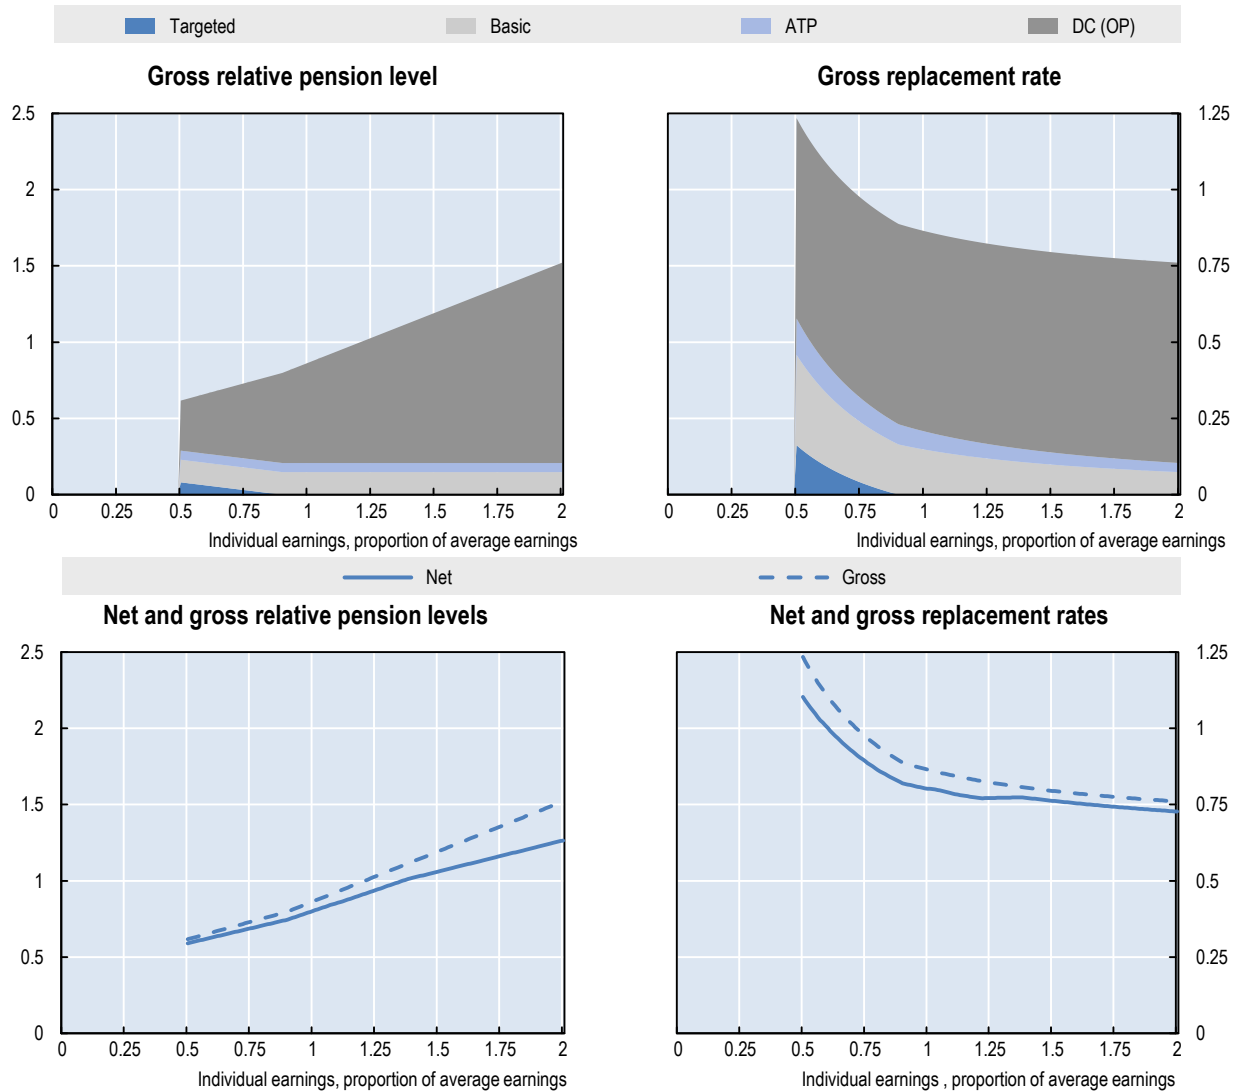 Targeted Basic ATP DC (OP)
Gross relative pension level
2.5
2
1.5
1
0.5
0
0 0.25 0.5 0.75 1 1.25 1.5 1.75 2
Individual earnings, proportion of average earnings
Gross replacement rate
1.25
1
0.75
0.5
0.25
0
0 0.25 0.5 0.75 1 1.25 1.5 1.75 2
Individual earnings, proportion of average earnings
Net Gross
Net and gross relative pension levels
2.5
2
1.5
1
0.5
0
0 0.25 0.5 0.75 1 1.25 1.5 1.75 2
Individual earnings, proportion of average earnings
Net and gross replacement rates
1.25
1
0.75
0.5
0.25
0
0 0.25 0.5 0.75 1 1.25 1.5 1.75 2
Individual earnings , proportion of average earnings